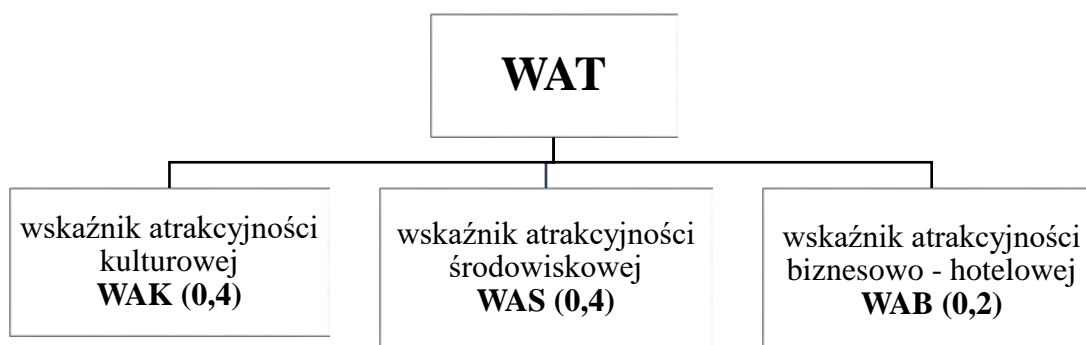 WAT
wskaźnik atrakcyjności
kulturowej
WAK (0,4)
wskaźnik atrakcyjności
środowiskowej
WAS (0,4)
wskaźnik atrakcyjności
biznesowo - hotelowej
WAB (0,2)